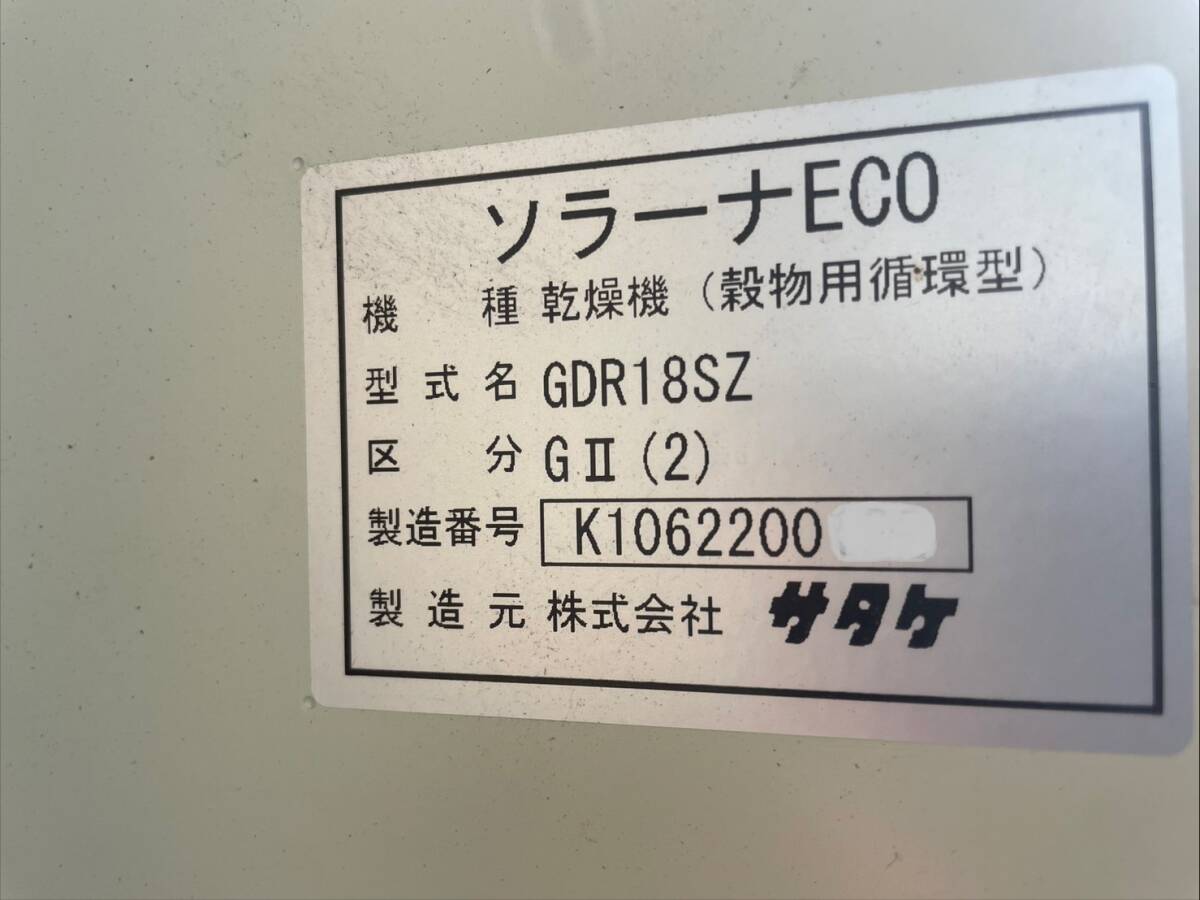 ソラーナECO
機種 乾燥機（穀物用循環型）
型式名 GDR18SZ
区分 GⅡ(2)
製造番号 K1062200
製造元 株式会社 サタケ